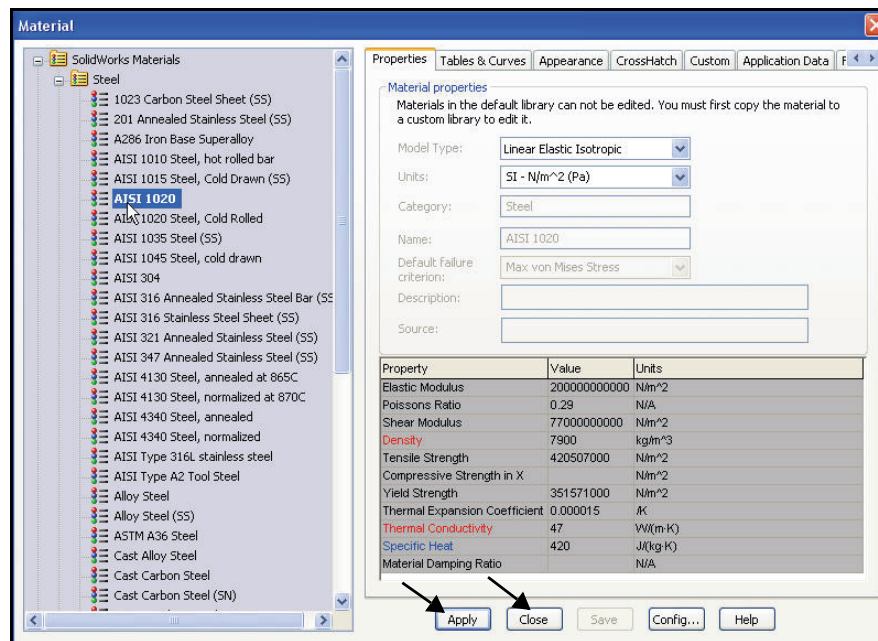 Material
SolidWorks Materials
Steel
1023 Carbon Steel Sheet (SS)
201 Annealed Stainless Steel (SS)
A286 Iron Base Superalloy
AISI 1010 Steel, hot rolled bar
AISI 1015 Steel, Cold Drawn (SS)
AISI 1020
AISI 1020 Steel, Cold Rolled
AISI 1035 Steel (SS)
AISI 1045 Steel, cold drawn
AISI 304
AISI 316 Annealed Stainless Steel Bar (SS
AISI 316 Stainless Steel Sheet (SS)
AISI 321 Annealed Stainless Steel (SS)
AISI 347 Annealed Stainless Steel (SS)
AISI 4130 Steel, annealed at 865C
AISI 4130 Steel, normalized at 870C
AISI 4340 Steel, annealed
AISI 4340 Steel, normalized
AISI Type 316L stainless steel
AISI Type A2 Tool Steel
Alloy Steel
Alloy Steel (SS)
ASTM A36 Steel
Cast Alloy Steel
Cast Carbon Steel
Cast Carbon Steel (SN)
Properties Tables & Curves Appearance CrossHatch Custom Application Data F
Material properties
Materials in the default library can not be edited. You must first copy the material to
a custom library to edit it.
Model Type: Linear Elastic Isotropic
Units: SI - N/m^2 (Pa)
Category: Steel
Name: AISI 1020
Default failure
criterion: Max von Mises Stress
Description:
Source:
Property Value Units
Elastic Modulus 200000000000 N/m^2
Poissons Ratio 0.29 N/A
Shear Modulus 77000000000 N/m^2
Density 7900 kg/m^3
Tensile Strength 420507000 N/m^2
Compressive Strength in X N/m^2
Yield Strength 351571000 N/m^2
Thermal Expansion Coefficient 0.000015 /K
Thermal Conductivity 47 W/(m·K)
Specific Heat 420 J/(kg·K)
Material Damping Ratio N/A
Apply Close Save Config... Help